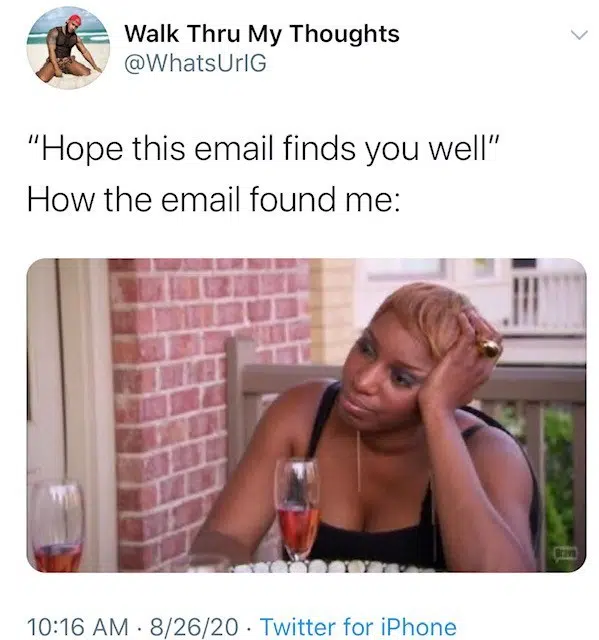 Walk Thru My Thoughts
@WhatsUrIG
“Hope this email finds you well”
How the email found me:
Bravo
10:16 AM · 8/26/20 · Twitter for iPhone